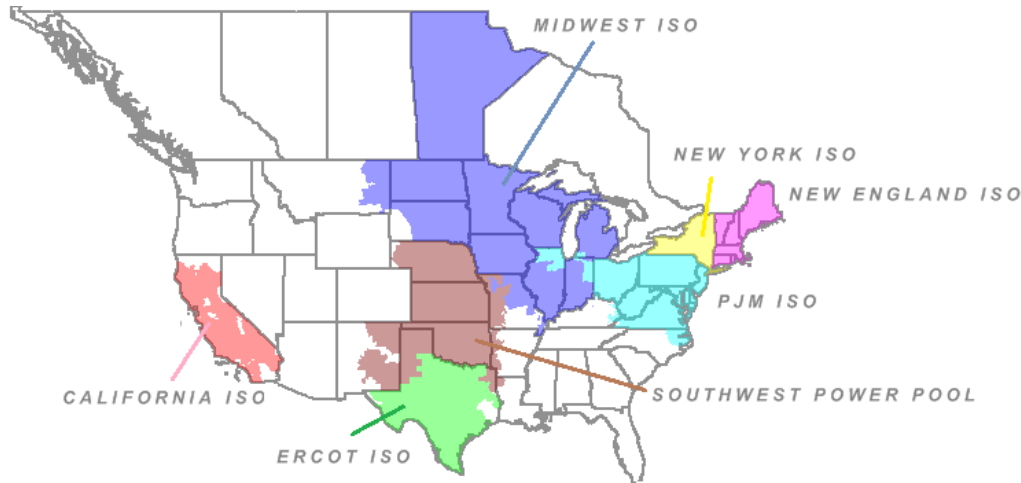 MIDWEST ISO
NEW YORK ISO
NEW ENGLAND ISO
PJM ISO
CALIFORNIA ISO
SOUTHWEST POWER POOL
ERCOT ISO